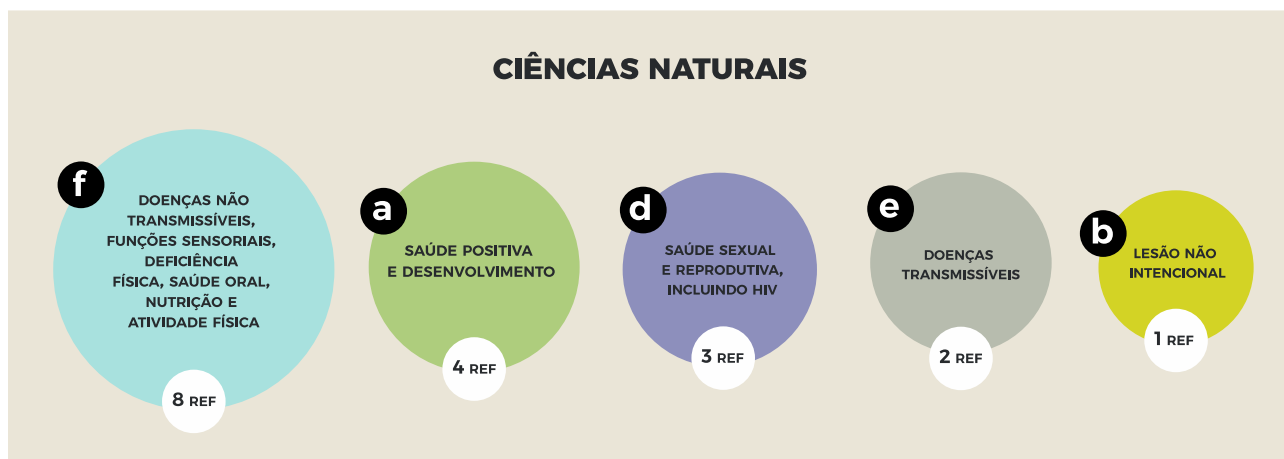 CIÊNCIAS NATURAIS
f
DOENÇAS NÃO
TRANSMISSÍVEIS,
FUNÇÕES SENSORIAIS,
DEFICIÊNCIA
FÍSICA, SAÚDE ORAL,
NUTRIÇÃO E
ATIVIDADE FÍSICA
8 REF
a
SAÚDE POSITIVA
E DESENVOLVIMENTO
4 REF
d
SAÚDE SEXUAL
E REPRODUTIVA,
INCLUINDO HIV
3 REF
e
DOENÇAS
TRANSMISSÍVEIS
2 REF
b
LESÃO NÃO
INTENCIONAL
1 REF